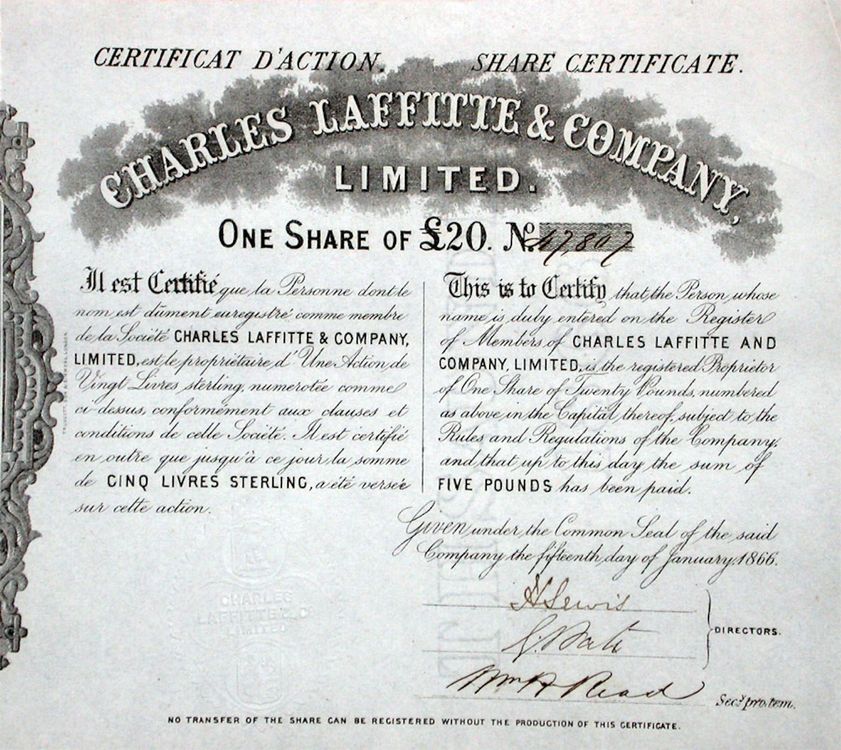 CERTIFICAT D'ACTION.
SHARE CERTIFICATE.
CHARLES LAFFITTE & COMPANY,
LIMITED.
ONE SHARE OF £20. No. 17,807
Il est Certifié que la Personne dont le
nom est dûment euregistré comme membre
de la Société CHARLES LAFFITTE & COMPANY,
LIMITED, est le propriétaire d'Une Action de
Vingt Livres sterling, numerotée comme
ci-dessus, conformément aux clauses et
conditions de celle Société. Il est certifié
en outre que jusqu'à ce jour la somme
de CINQ LIVRES STERLING, a été versée
sur cette action.
This is to Certify that the Person whose
name is duly entered on the Register
of Members of CHARLES LAFFITTE AND
COMPANY, LIMITED, is the registered Proprietor
of One Share of Twenty Pounds, numbered
as above in the Capital thereof, subject to the
Rules and Regulations of the Company,
and that up to this day the sum of
FIVE POUNDS has been paid.
Given under the Common Seal of the said
Company the fifteenth day of January, 1866.
Lewis
DIRECTORS.
Wm H Read
Secy. pro. tem.
CHARLES
LAFFITTE & Co
LIMITED
NO TRANSFER OF THE SHARE CAN BE REGISTERED WITHOUT THE PRODUCTION OF THIS CERTIFICATE.